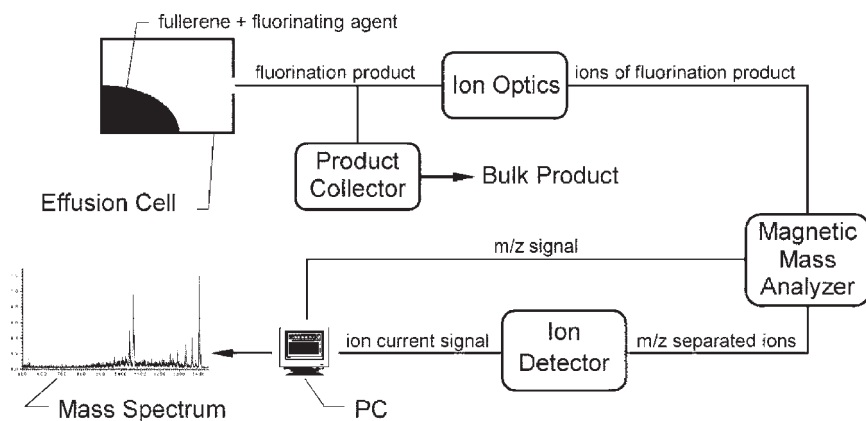 fullerene + fluorinating agent
fluorination product
Ion Optics
ions of fluorination product
Product
Collector
Bulk Product
Effusion Cell
m/z signal
Magnetic
Mass
Analyzer
ion current signal
Ion
Detector
m/z separated ions
Mass Spectrum
PC